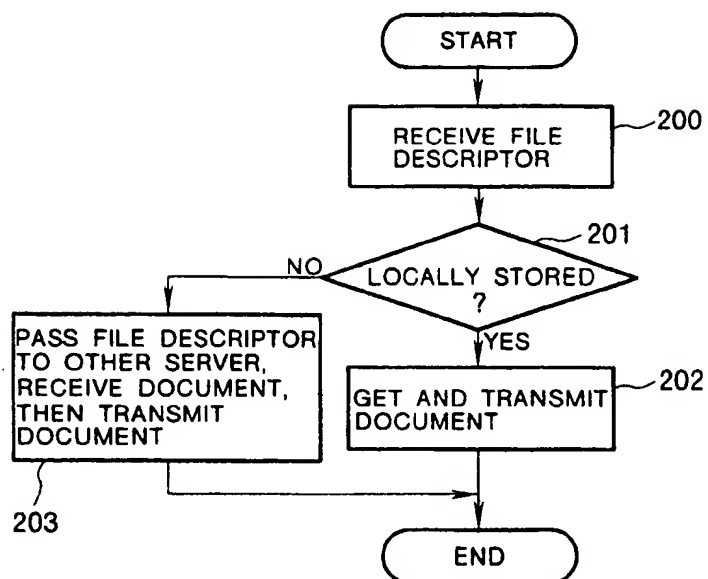 START
RECEIVE FILE
DESCRIPTOR
200
LOCALLY STORED
?
201
NO
YES
PASS FILE DESCRIPTOR
TO OTHER SERVER,
RECEIVE DOCUMENT,
THEN TRANSMIT
DOCUMENT
203
GET AND TRANSMIT
DOCUMENT
202
END